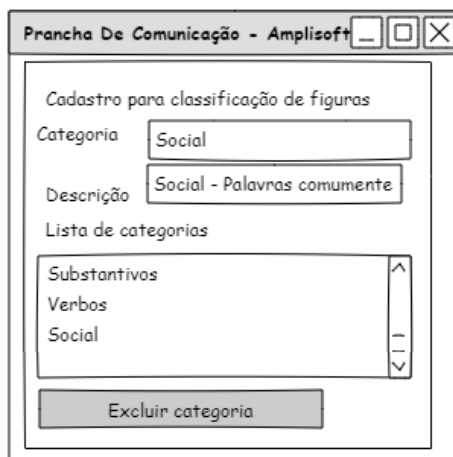 Prancha De Comunicação - Amplisoft
Cadastro para classificação de figuras
Categoria
Social
Descrição
Social - Palavras comumente
Lista de categorias
Substantivos
Verbos
Social
Excluir categoria